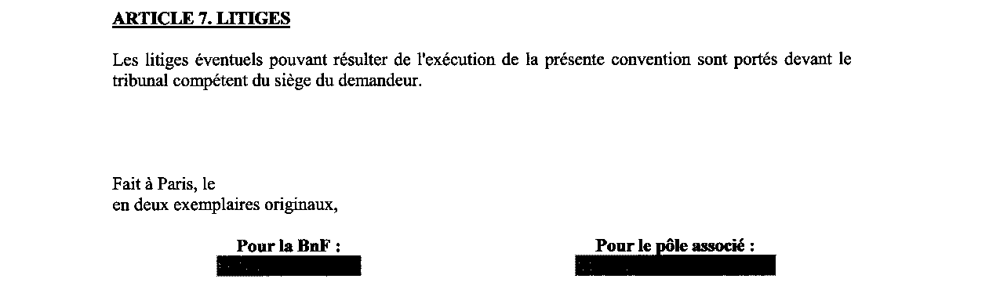 ARTICLE 7. LITIGES
Les litiges éventuels pouvant résulter de l'exécution de la présente convention sont portés devant le
tribunal compétent du siège du demandeur.
Fait à Paris, le
en deux exemplaires originaux,
Pour la BnF :
Pour le pôle associé :